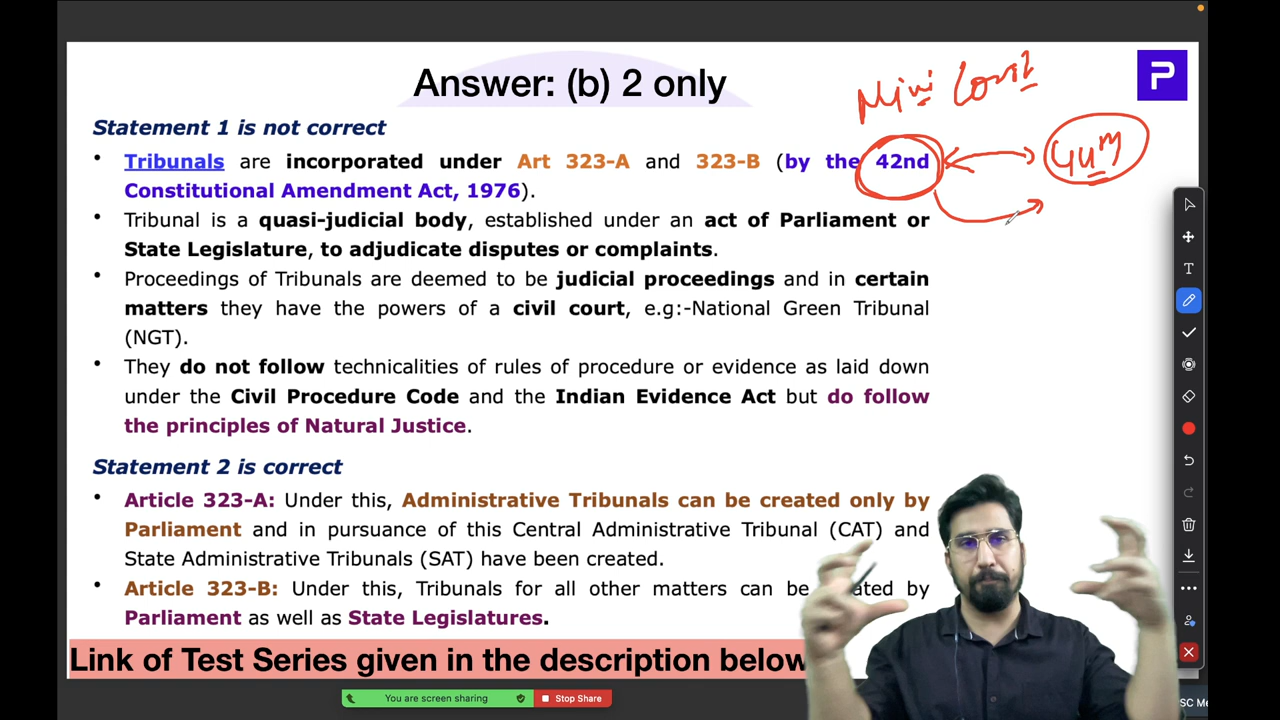 Answer: (b) 2 only
Mini Const
P
Statement 1 is not correct
• Tribunals are incorporated under Art 323-A and 323-B (by the 42nd
Constitutional Amendment Act, 1976).
44th
• Tribunal is a quasi-judicial body, established under an act of Parliament or
State Legislature, to adjudicate disputes or complaints.
• Proceedings of Tribunals are deemed to be judicial proceedings and in certain
matters they have the powers of a civil court, e.g:-National Green Tribunal
(NGT).
• They do not follow technicalities of rules of procedure or evidence as laid down
under the Civil Procedure Code and the Indian Evidence Act but do follow
the principles of Natural Justice.
Statement 2 is correct
• Article 323-A: Under this, Administrative Tribunals can be created only by
Parliament and in pursuance of this Central Administrative Tribunal (CAT) and
State Administrative Tribunals (SAT) have been created.
• Article 323-B: Under this, Tribunals for all other matters can be by
Parliament as well as State Legislatures.
Link of Test Series given in the description below
You are screen sharing
Stop Share
T
SC Me